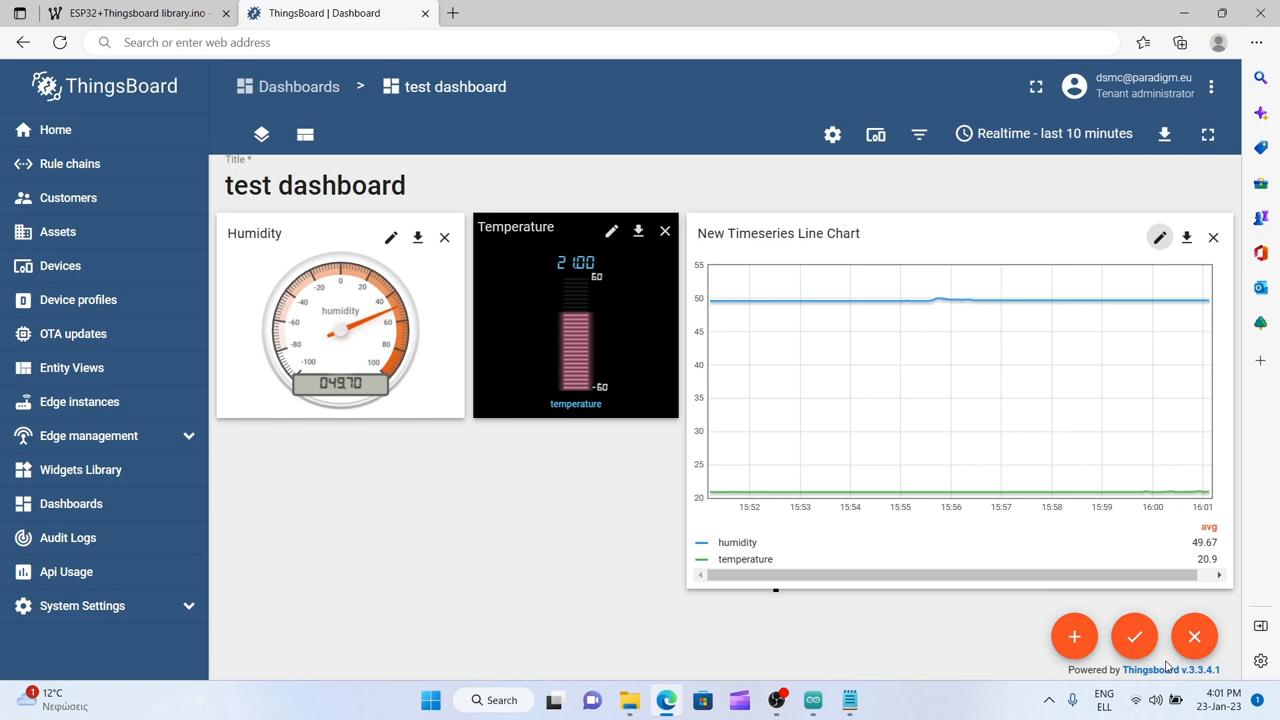 ESP32+Thingsboard library.ino -
ThingsBoard | Dashboard
Search or enter web address
ThingsBoard
Dashboards > test dashboard
dsmc@paradigm.eu
Tenant administrator
Realtime - last 10 minutes
Home
Rule chains
Customers
Assets
Devices
Device profiles
OTA updates
Entity Views
Edge instances
Edge management
Widgets Library
Dashboards
Audit Logs
Api Usage
System Settings
Title *
test dashboard
Humidity
humidity
-100 -80 -60 -40 -20 0 20 40 60 80 100
049.70
Temperature
21.00
60
-60
temperature
New Timeseries Line Chart
55
50
45
40
35
30
25
20
15:52 15:53 15:54 15:55 15:56 15:57 15:58 15:59 16:00 16:01
avg
humidity 49.67
temperature 20.9
Powered by Thingsboard v.3.3.4.1
1
12°C
Νεφώσεις
Search
ENG
ΕLL
4:01 PM
23-Jan-23
1